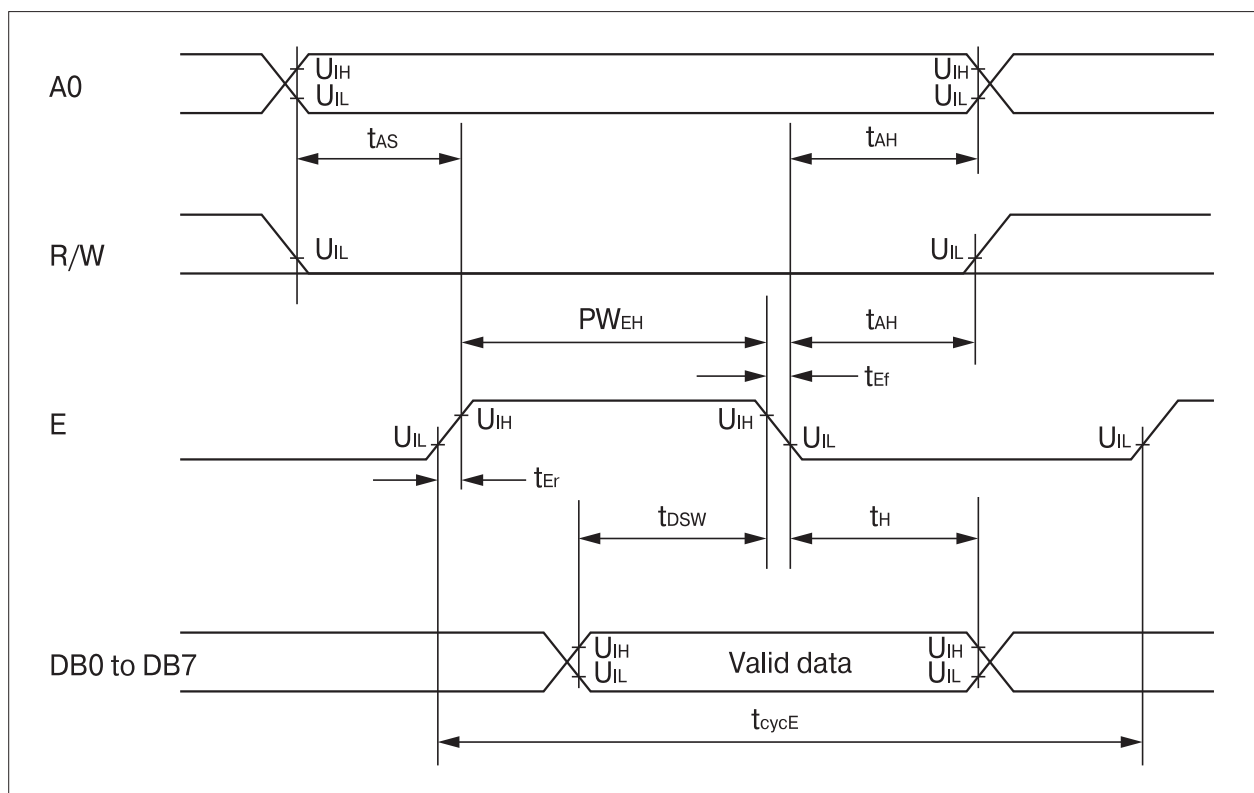 A0
UIH
UIL
UIH
UIL
tAS
tAH
R/W
UIL
UIL
PWEH
tAH
tEf
E
UIL
UIH
UIH
UIL
UIL
tEr
tDSW
tH
DB0 to DB7
UIH
UIL
Valid data
UIH
UIL
tcycE